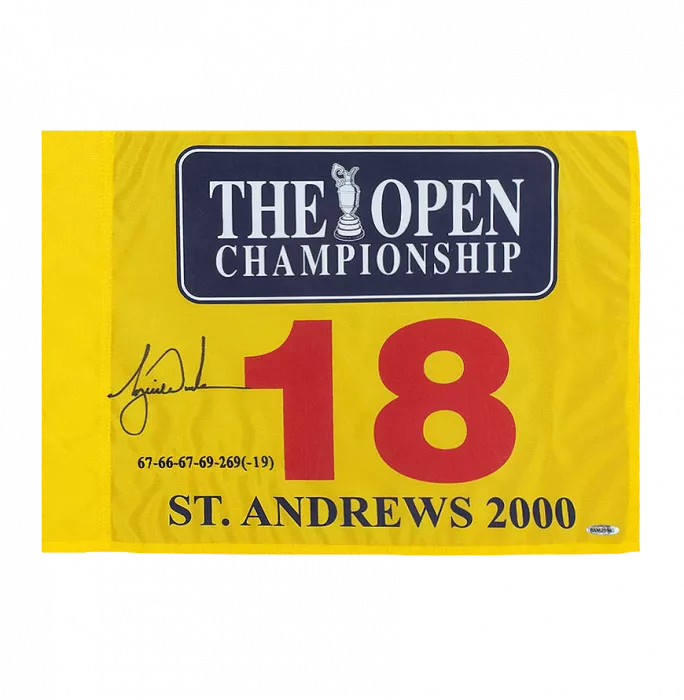 THE OPEN
CHAMPIONSHIP
18
67-66-67-69-269(-19)
ST. ANDREWS 2000